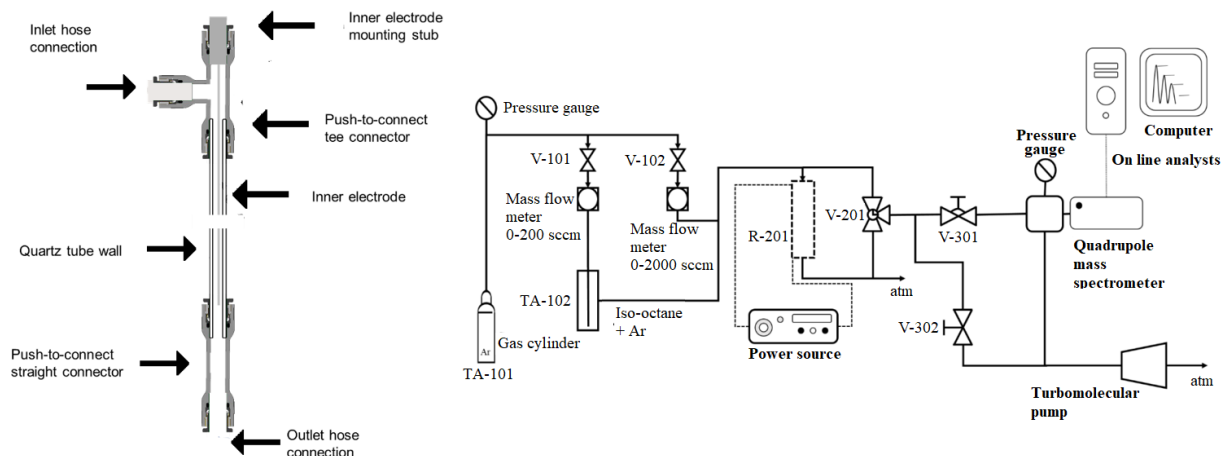 Inner electrode
mounting stub
Inlet hose
connection
Push-to-connect
tee connector
Inner electrode
Quartz tube wall
Push-to-connect
straight connector
Outlet hose
connection
Pressure gauge
V-101
V-102
Mass flow
meter
0-200 sccm
Mass flow
meter
0-2000 sccm
TA-102
Iso-octane
+ Ar
Ar
Gas cylinder
TA-101
R-201
Power source
V-201
atm
V-301
V-302
Pressure
gauge
Computer
On line analysts
Quadrupole
mass
spectrometer
Turbomolecular
pump
atm